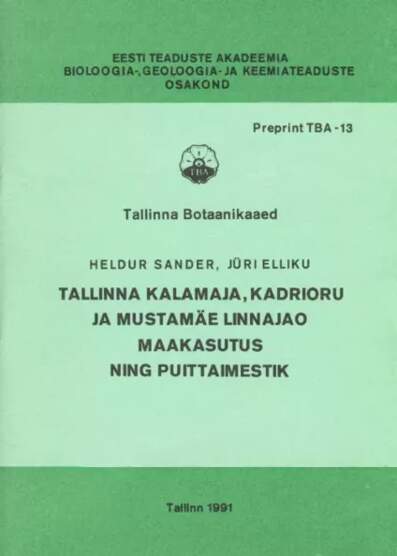 EESTI TEADUSTE AKADEEMIA
BIOLOOGIA-, GEOLOOGIA- JA KEEMIATEADUSTE
OSAKOND
Preprint TBA-13
TBA
Tallinna Botaanikaaed
HELDUR SANDER, JÜRI ELLIKU
TALLINNA KALAMAJA, KADRIORU
JA MUSTAMÄE LINNAJAO
MAAKASUTUS
NING PUITTAIMESTIK
Tallinn 1991